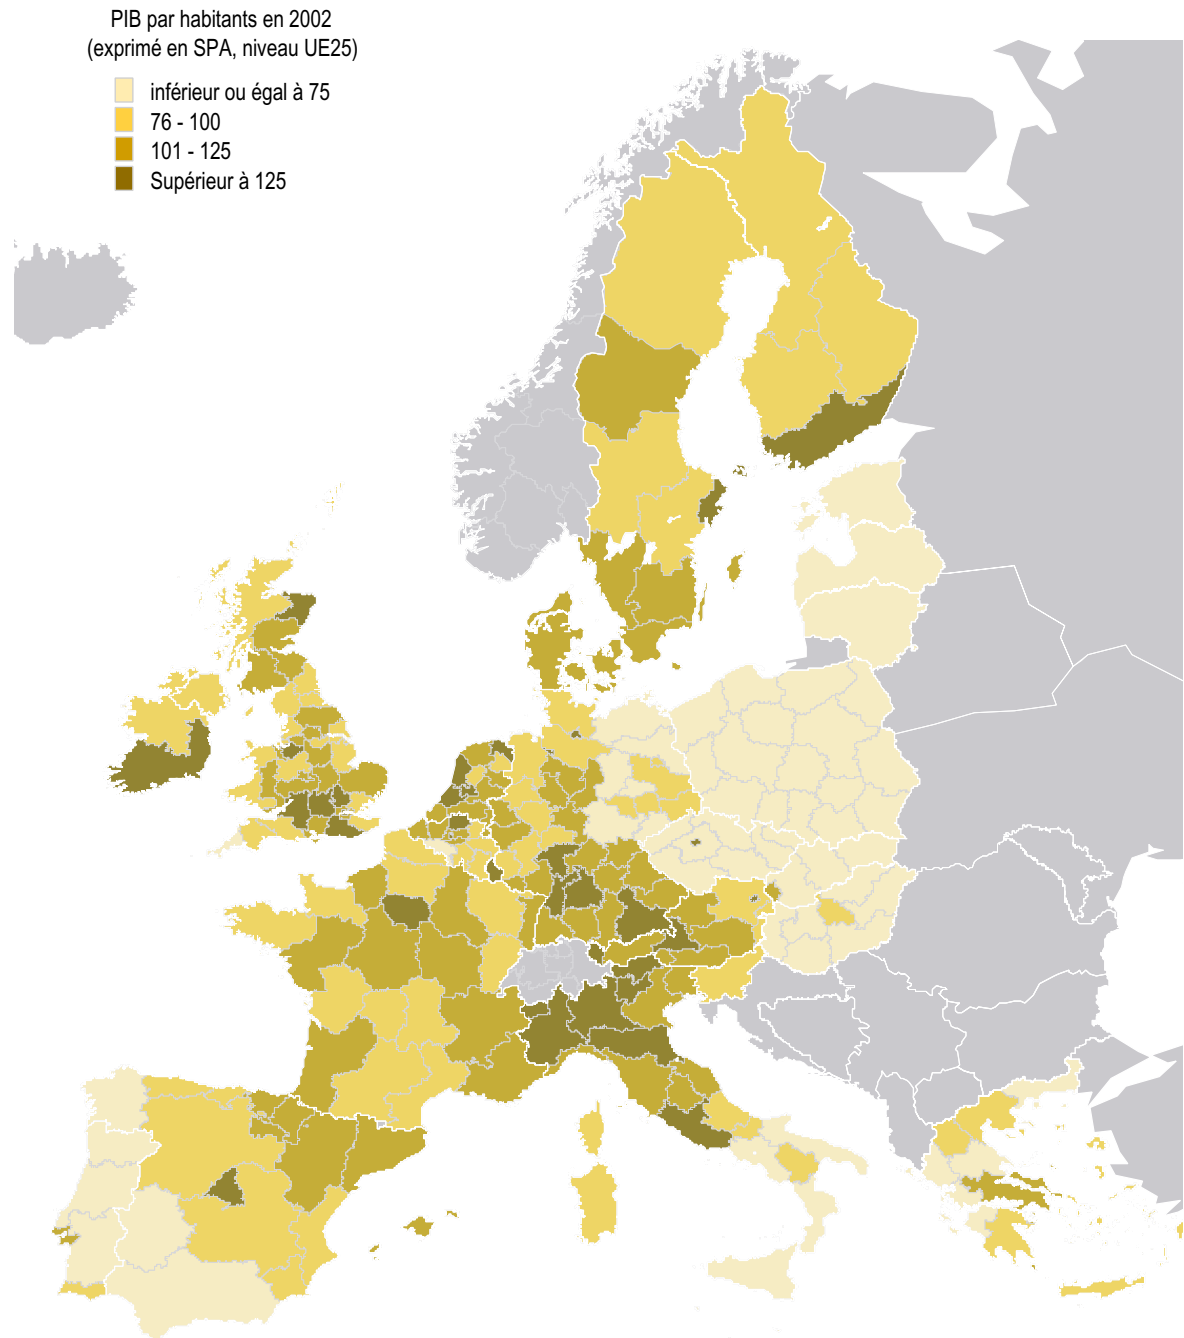 PIB par habitants en 2002
(exprimé en SPA, niveau UE25)
inférieur ou égal à 75
76 - 100
101 - 125
Supérieur à 125